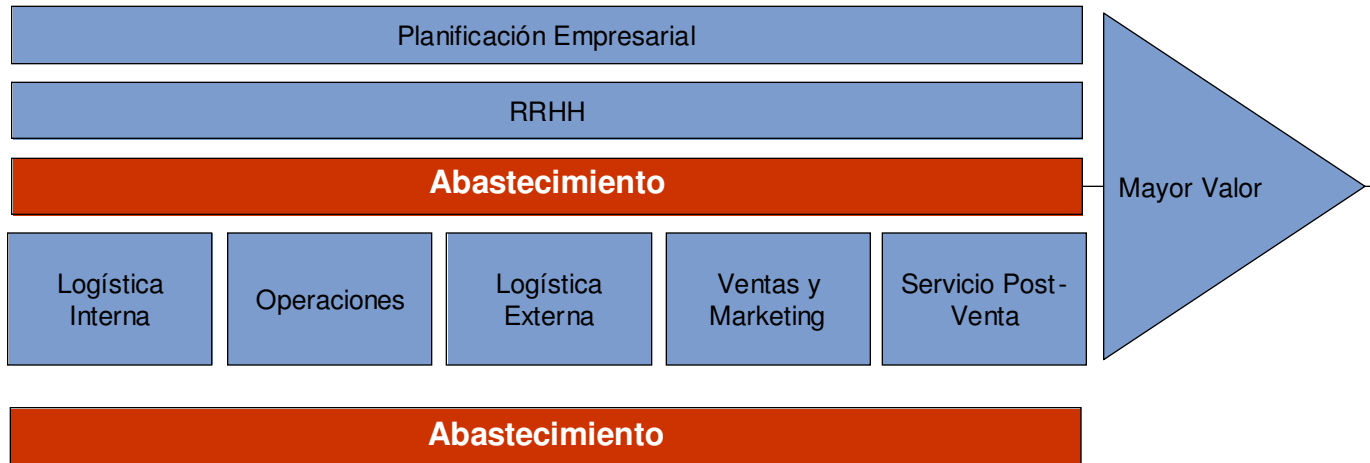 Planificación Empresarial
RRHH
Abastecimiento
Mayor Valor
Logística
Interna
Operaciones
Logística
Externa
Ventas y
Marketing
Servicio Post-
Venta
Abastecimiento